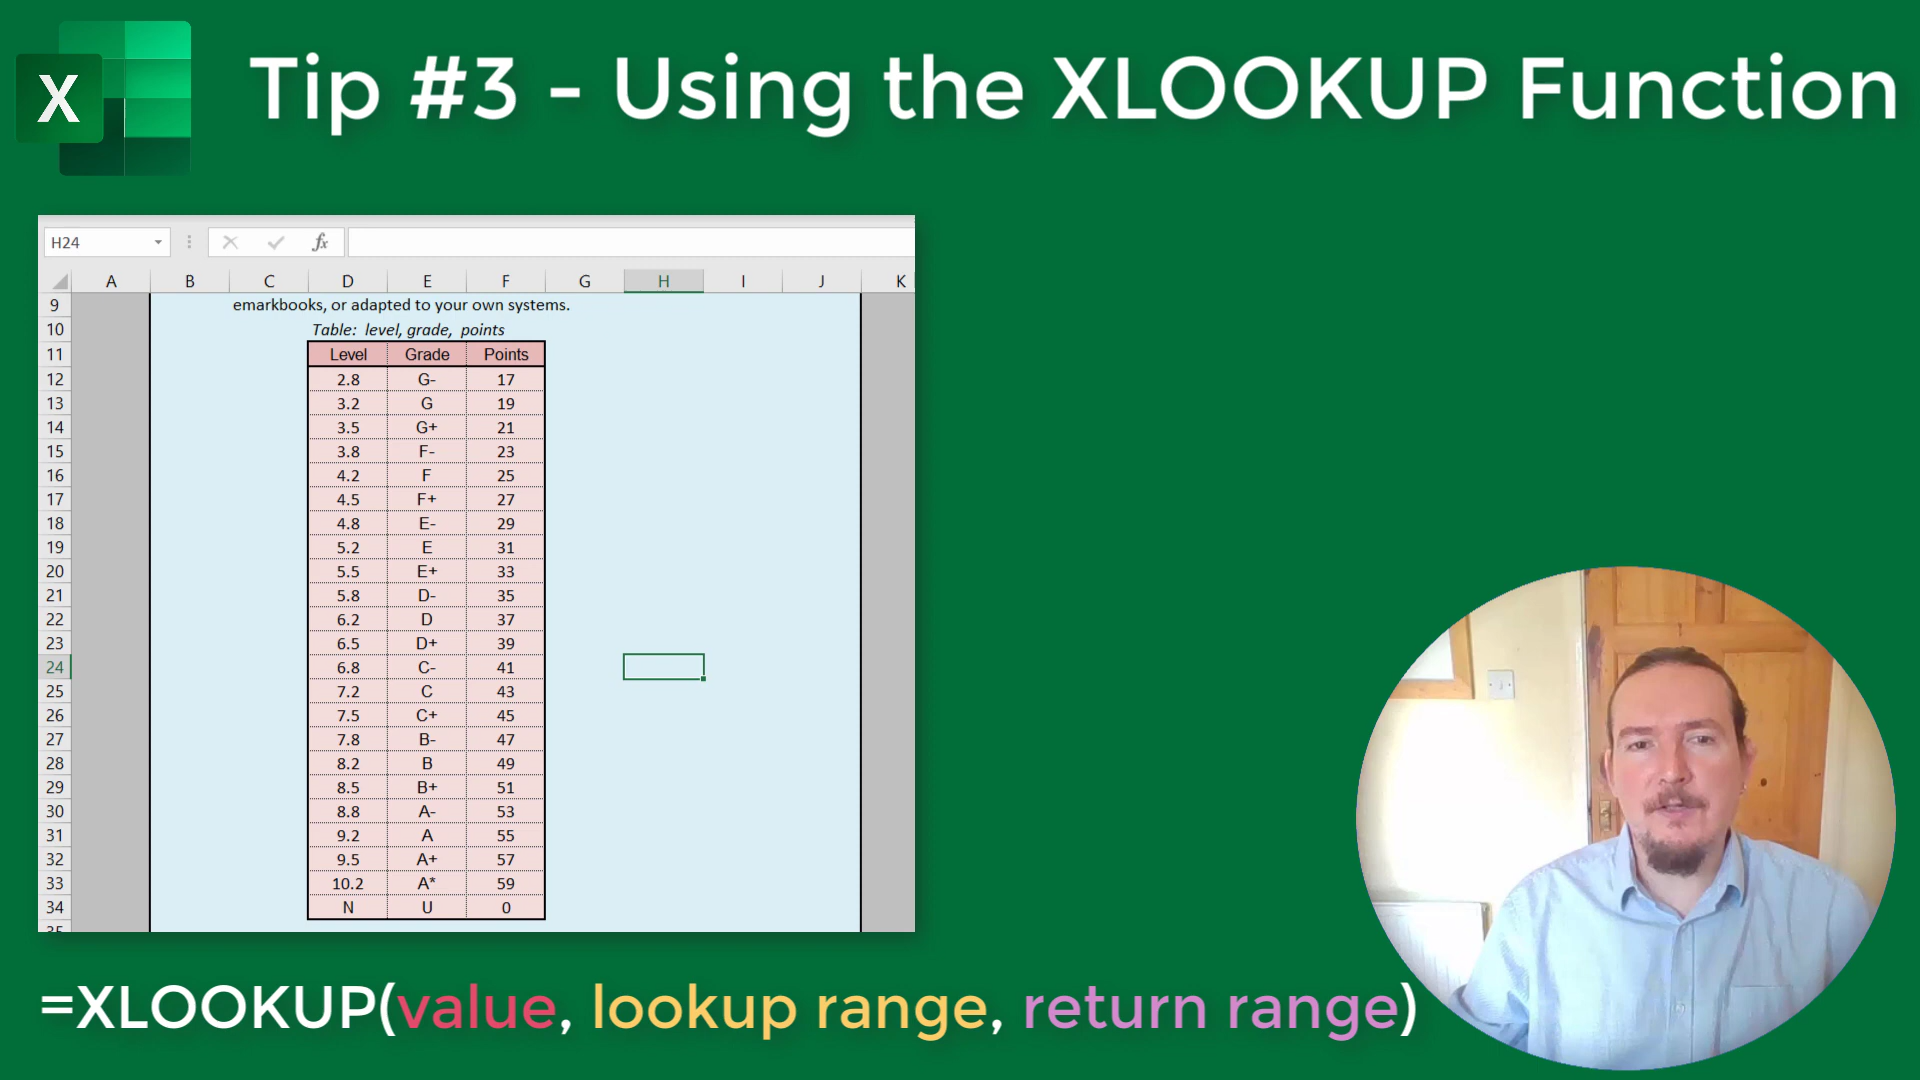 X
Tip #3 - Using the XLOOKUP Function
H24
fx
A B C D E F G H I J K
9 emarkbooks, or adapted to your own systems.
10 Table: level, grade, points
11 Level Grade Points
12 2.8 G- 17
13 3.2 G 19
14 3.5 G+ 21
15 3.8 F- 23
16 4.2 F 25
17 4.5 F+ 27
18 4.8 E- 29
19 5.2 E 31
20 5.5 E+ 33
21 5.8 D- 35
22 6.2 D 37
23 6.5 D+ 39
24 6.8 C- 41
25 7.2 C 43
26 7.5 C+ 45
27 7.8 B- 47
28 8.2 B 49
29 8.5 B+ 51
30 8.8 A- 53
31 9.2 A 55
32 9.5 A+ 57
33 10.2 A* 59
34 N U 0
35
=XLOOKUP(value, lookup range, return range)